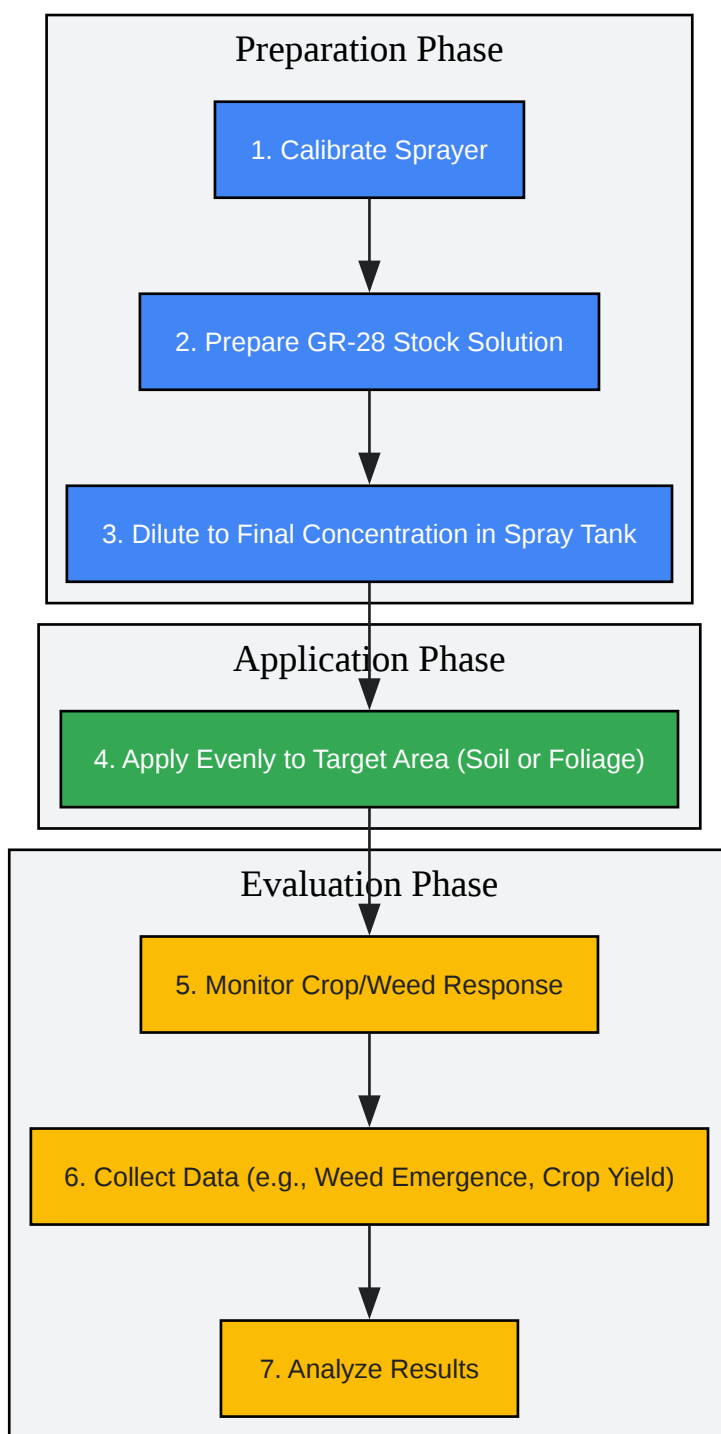 Preparation Phase
1. Calibrate Sprayer
2. Prepare GR-28 Stock Solution
3. Dilute to Final Concentration in Spray Tank
Application Phase
4. Apply Evenly to Target Area (Soil or Foliage)
Evaluation Phase
5. Monitor Crop/Weed Response
6. Collect Data (e.g., Weed Emergence, Crop Yield)
7. Analyze Results